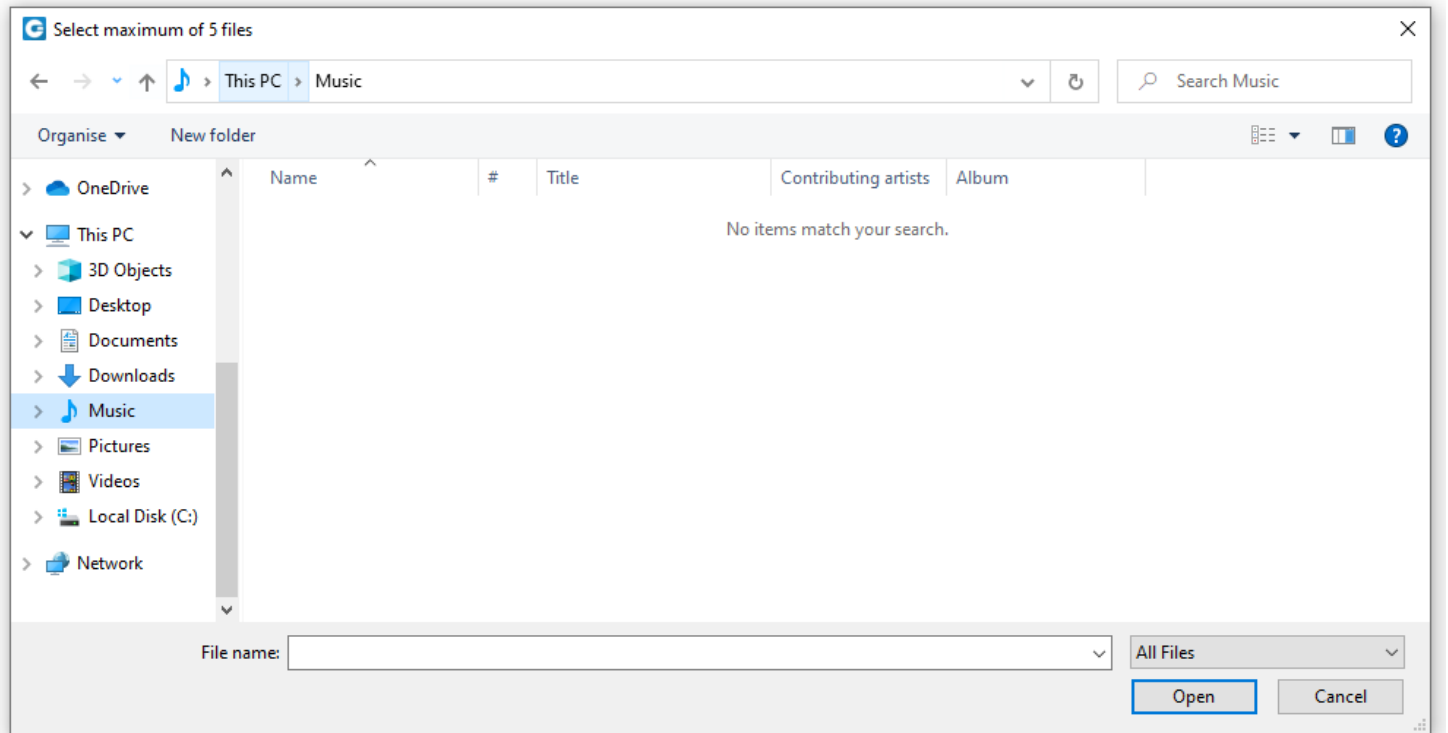 Select maximum of 5 files
This PC > Music
Search Music
Organise
New folder
Name
#
Title
Contributing artists
Album
No items match your search.
OneDrive
This PC
3D Objects
Desktop
Documents
Downloads
Music
Pictures
Videos
Local Disk (C:)
Network
File name:
All Files
Open
Cancel